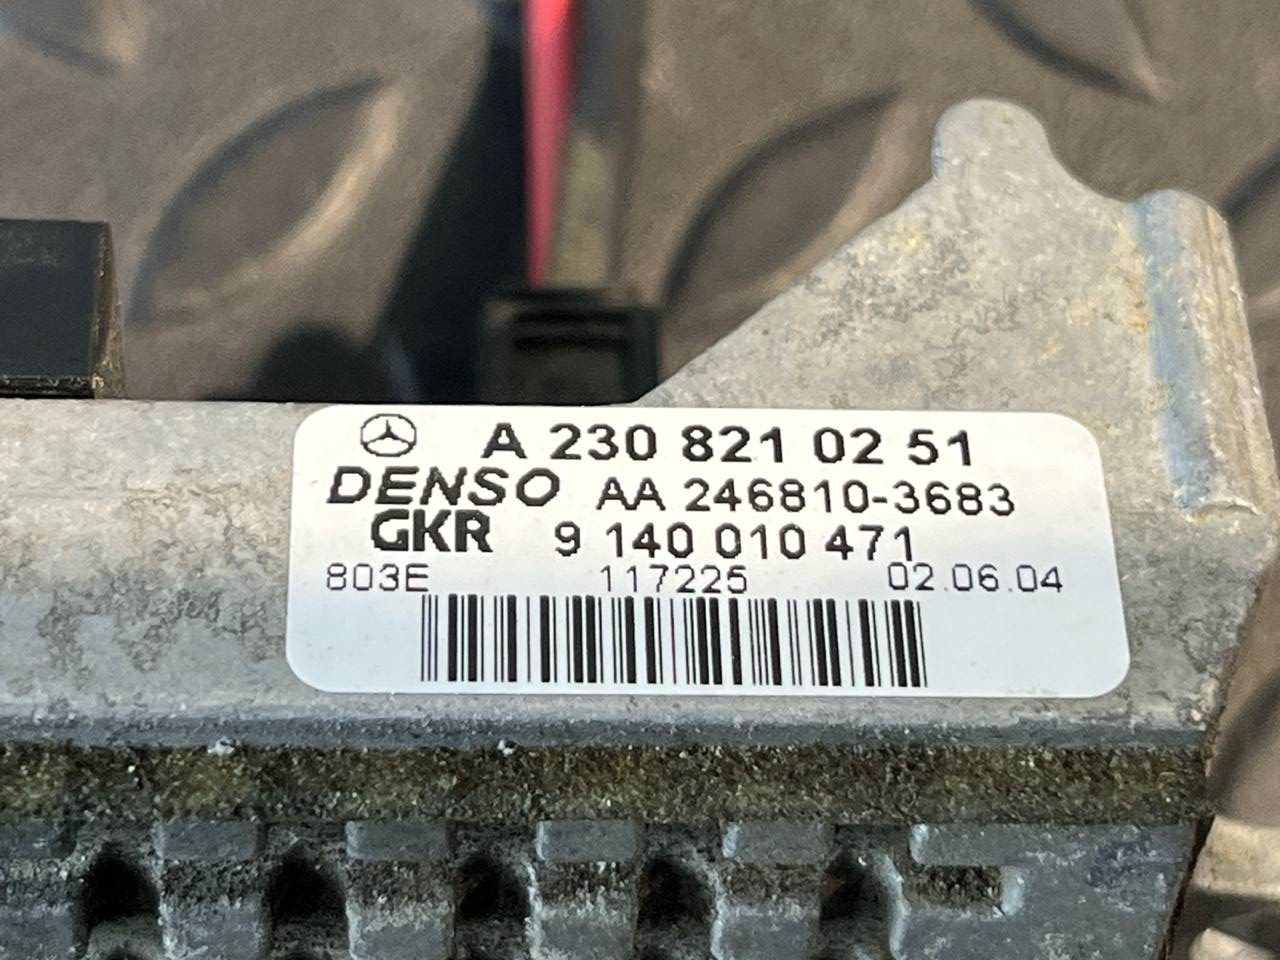 A 230 821 02 51
DENSO AA 246810-3683
GKR 9 140 010 471
803E 117225 02.06.04